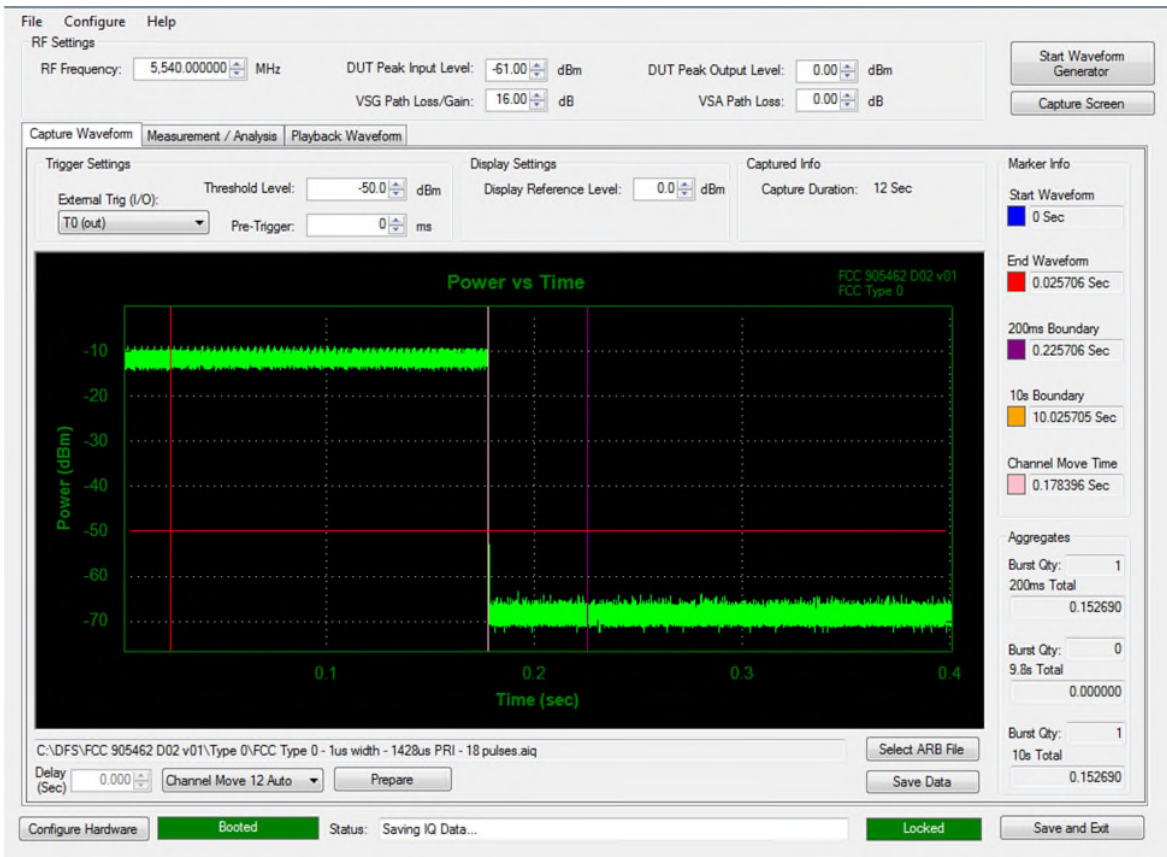 File Configure Help
RF Settings
RF Frequency: 5,540.000000 MHz
DUT Peak Input Level: -61.00 dBm
DUT Peak Output Level: 0.00 dBm
VSG Path Loss/Gain: 16.00 dB
VSA Path Loss: 0.00 dB
Start Waveform
Generator
Capture Screen
Capture Waveform
Measurement / Analysis
Playback Waveform
Trigger Settings
External Trig (I/O):
T0 (out)
Threshold Level: -50.0 dBm
Pre-Trigger: 0 ms
Display Settings
Display Reference Level: 0.0 dBm
Captured Info
Capture Duration: 12 Sec
Marker Info
Start Waveform
0 Sec
End Waveform
0.025706 Sec
200ms Boundary
0.225706 Sec
10s Boundary
10.025705 Sec
Channel Move Time
0.178396 Sec
Power vs Time
FCC 905462 D02 v01
FCC Type 0
Power (dBm)
-10
-20
-30
-40
-50
-60
-70
0.1
0.2
0.3
0.4
Time (sec)
Aggregates
Burst Qty: 1
200ms Total
0.152690
Burst Qty: 0
9.8s Total
0.000000
Burst Qty: 1
10s Total
0.152690
C:\DFS\FCC 905462 D02 v01\Type 0\FCC Type 0 - 1us width - 1428us PRI - 18 pulses.aiq
Select ARB File
Delay
(Sec)
0.000
Channel Move 12 Auto
Prepare
Save Data
Configure Hardware
Booted
Status: Saving IQ Data...
Locked
Save and Exit